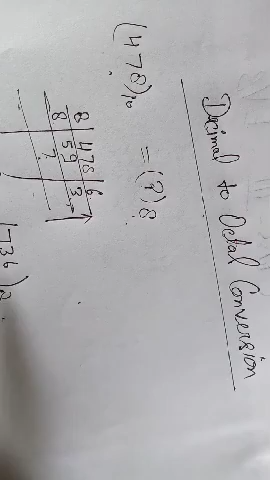 Decimal to Octal Conversion
(478)10 = (?)8
8 | 478 | 6
8 | 59 | 3
7
(736)8